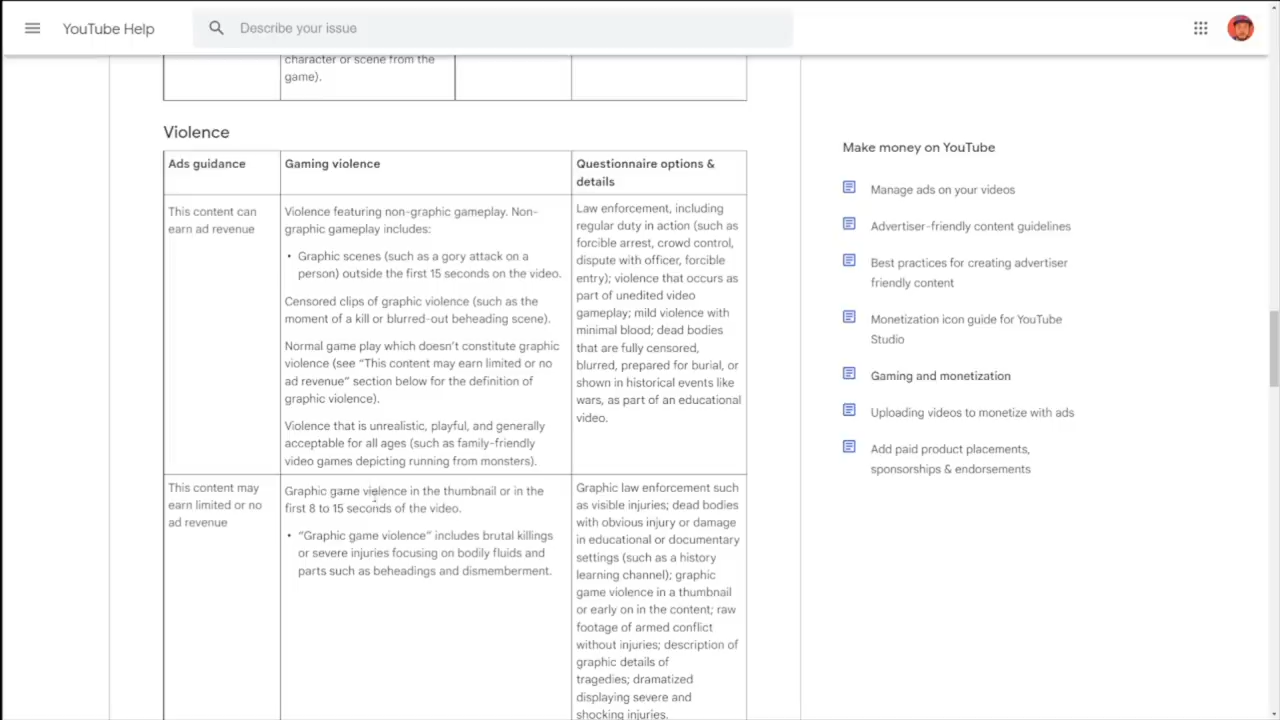 YouTube Help
Describe your issue
character or scene from the
game).
Violence
Ads guidance
Gaming violence
Questionnaire options &
details
This content can
earn ad revenue
Violence featuring non-graphic gameplay. Non-
graphic gameplay includes:
• Graphic scenes (such as a gory attack on a
person) outside the first 15 seconds on the video.
Censored clips of graphic violence (such as the
moment of a kill or blurred-out beheading scene).
Normal game play which doesn’t constitute graphic
violence (see “This content may earn limited or no
ad revenue” section below for the definition of
graphic violence).
Violence that is unrealistic, playful, and generally
acceptable for all ages (such as family-friendly
video games depicting running from monsters).
Law enforcement, including
regular duty in action (such as
forcible arrest, crowd control,
dispute with officer, forcible
entry); violence that occurs as
part of unedited video
gameplay; mild violence with
minimal blood; dead bodies
that are fully censored,
blurred, prepared for burial, or
shown in historical events like
wars, as part of an educational
video.
This content may
earn limited or no
ad revenue
Graphic game violence in the thumbnail or in the
first 8 to 15 seconds of the video.
• “Graphic game violence” includes brutal killings
or severe injuries focusing on bodily fluids and
parts such as beheadings and dismemberment.
Graphic law enforcement such
as visible injuries; dead bodies
with obvious injury or damage
in educational or documentary
settings (such as a history
learning channel); graphic
game violence in a thumbnail
or early on in the content; raw
footage of armed conflict
without injuries; description of
graphic details of
tragedies; dramatized
displaying severe and
shocking injuries.
Make money on YouTube
Manage ads on your videos
Advertiser-friendly content guidelines
Best practices for creating advertiser
friendly content
Monetization icon guide for YouTube
Studio
Gaming and monetization
Uploading videos to monetize with ads
Add paid product placements,
sponsorships & endorsements